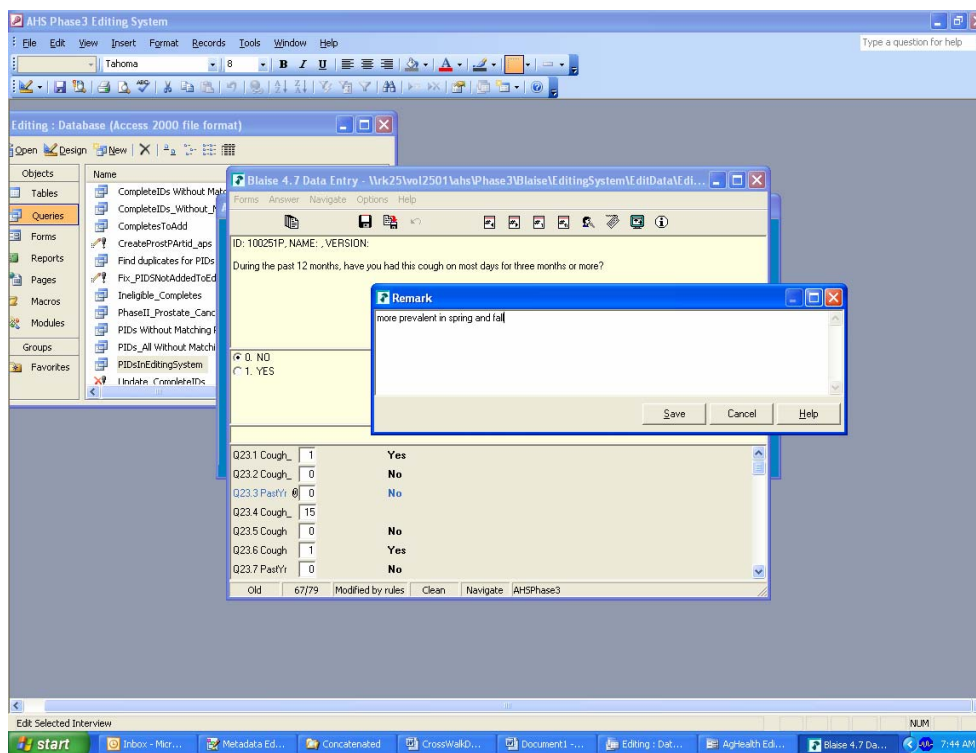 AHS Phase3 Editing System
File Edit View Insert Format Records Tools Window Help
Type a question for help
Tahoma 8 B I U A
Editing : Database (Access 2000 file format)
Open Design New
Objects
Tables
Queries
Forms
Reports
Pages
Macros
Modules
Groups
Favorites
Name
CompleteIDs Without Matc
CompleteIDs_Without_M
CompletesToAdd
CreateProstPArtid_aps
Find duplicates for PIDs
Fix_PIDSNotAddedToEd
Ineligible_Completes
PhaseII_Prostate_Canc
PIDs Without Matching
PIDs_All Without Matchi
PIDsInEditingSystem
Update_CompleteIDs
Blaise 4.7 Data Entry - \\rk25\vol2501\ahs\Phase3\Blaise\EditingSystem\EditData\Edi...
Forms Answer Navigate Options Help
ID: 100251P, NAME: , VERSION:
During the past 12 months, have you had this cough on most days for three months or more?
Remark
more prevalent in spring and fall
Save Cancel Help
0. NO
1. YES
Q23.1 Cough_ 1 Yes
Q23.2 Cough_ 0 No
Q23.3 PastYr 0 No
Q23.4 Cough_ 15
Q23.5 Cough 0 No
Q23.6 Cough 1 Yes
Q23.7 PastYr 0 No
Old 67/79 Modified by rules Clean Navigate AHSPhase3
Edit Selected Interview
NUM
start Inbox - Micr... Metadata Ed... Concatenated CrossWalkD... Document1 -... Editing : Dat... AgHealth Edi... Blaise 4.7 Da... 7:44 AM